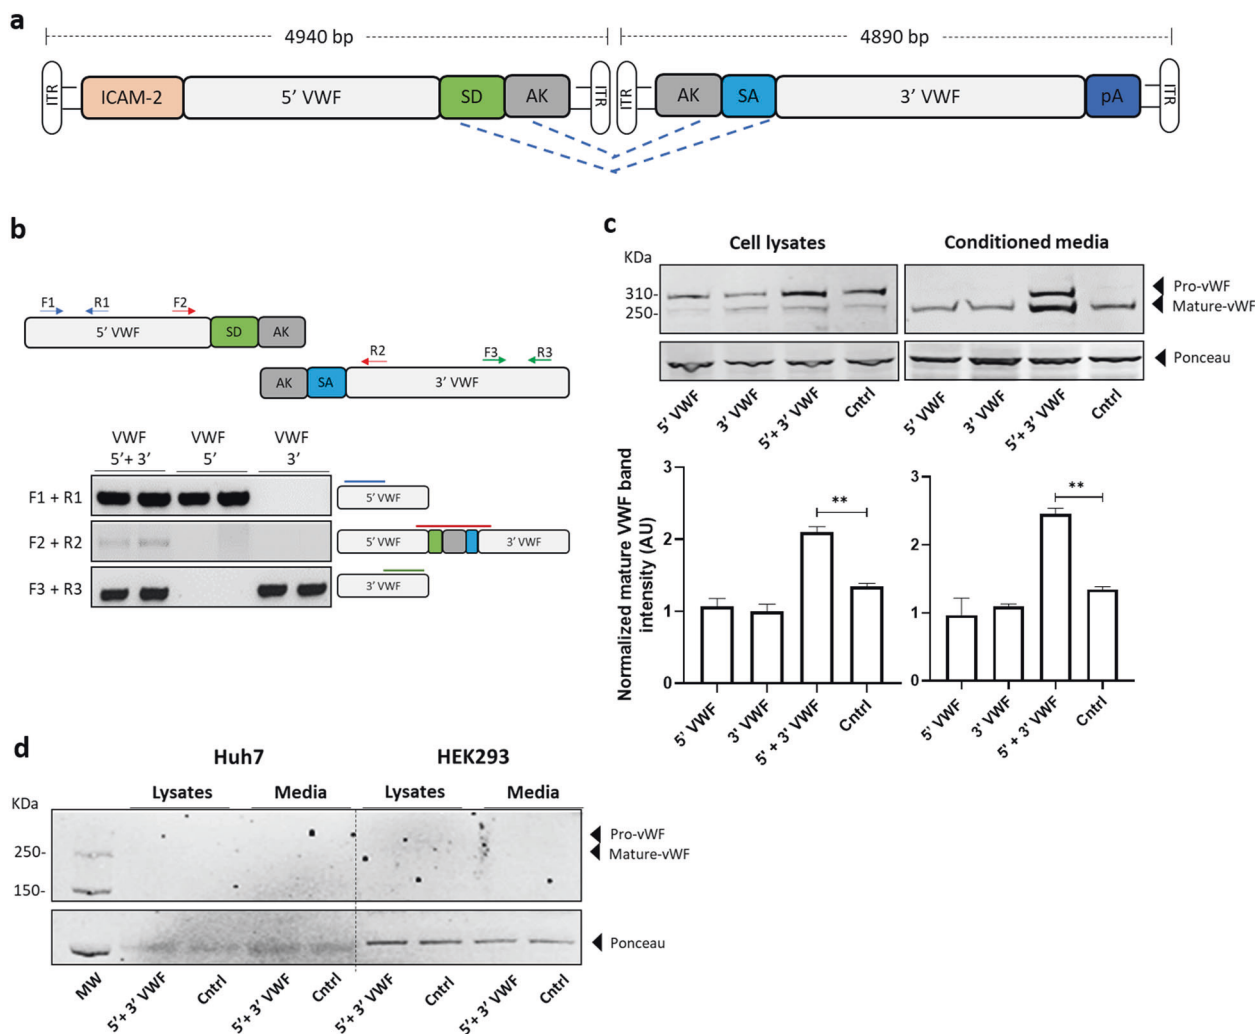 a
4940 bp
4890 bp
ITR
ICAM-2
5’ VWF
SD
AK
ITR
ITR
AK
SA
3’ VWF
pA
ITR
b
F1
R1
F2
5’ VWF
SD
AK
R2
F3
R3
AK
SA
3’ VWF
VWF VWF VWF
5’+ 3’ 5’ 3’
F1 + R1
5’ VWF
F2 + R2
5’ VWF
3’ VWF
F3 + R3
3’ VWF
c
Cell lysates
Conditioned media
KDa
310-
250-
Pro-vWF
Mature-vWF
Ponceau
5’ VWF
3’ VWF
5’+ 3’ VWF
Cntrl
5’ VWF
3’ VWF
5’+ 3’ VWF
Cntrl
Normalized mature VWF band
intensity (AU)
3
2
1
0
**
5’ VWF
3’ VWF
5’ + 3’ VWF
Cntrl
3
2
1
0
**
5’ VWF
3’ VWF
5’ + 3’ VWF
Cntrl
d
Huh7
HEK293
Lysates
Media
Lysates
Media
KDa
250-
150-
Pro-vWF
Mature-vWF
Ponceau
MW
5’+ 3’ VWF
Cntrl
5’+ 3’ VWF
Cntrl
5’+ 3’ VWF
Cntrl
5’+ 3’ VWF
Cntrl